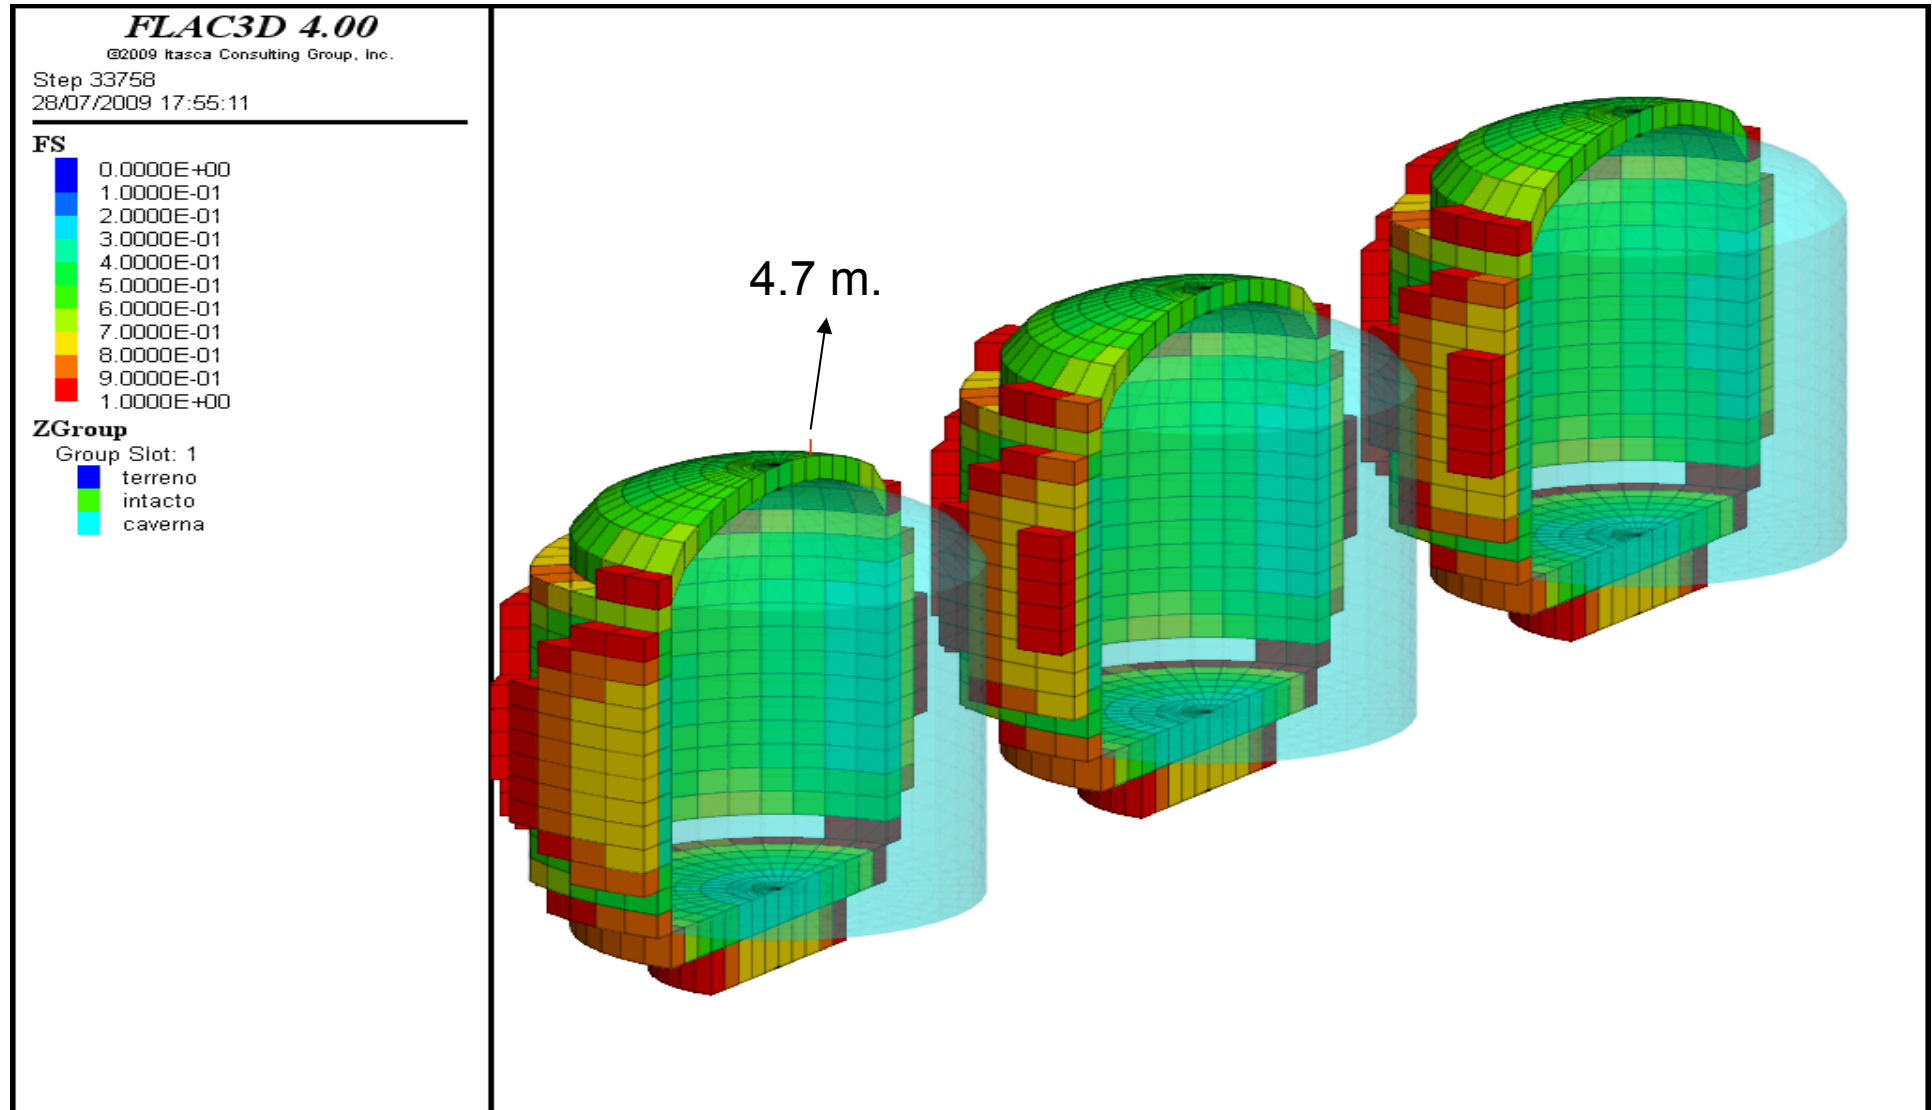 FLAC3D 4.00
©2009 Itasca Consulting Group, Inc.
Step 33758
28/07/2009 17:55:11
FS
0.0000E+00
1.0000E-01
2.0000E-01
3.0000E-01
4.0000E-01
5.0000E-01
6.0000E-01
7.0000E-01
8.0000E-01
9.0000E-01
1.0000E+00
ZGroup
Group Slot: 1
terreno
intacto
caverna
4.7 m.